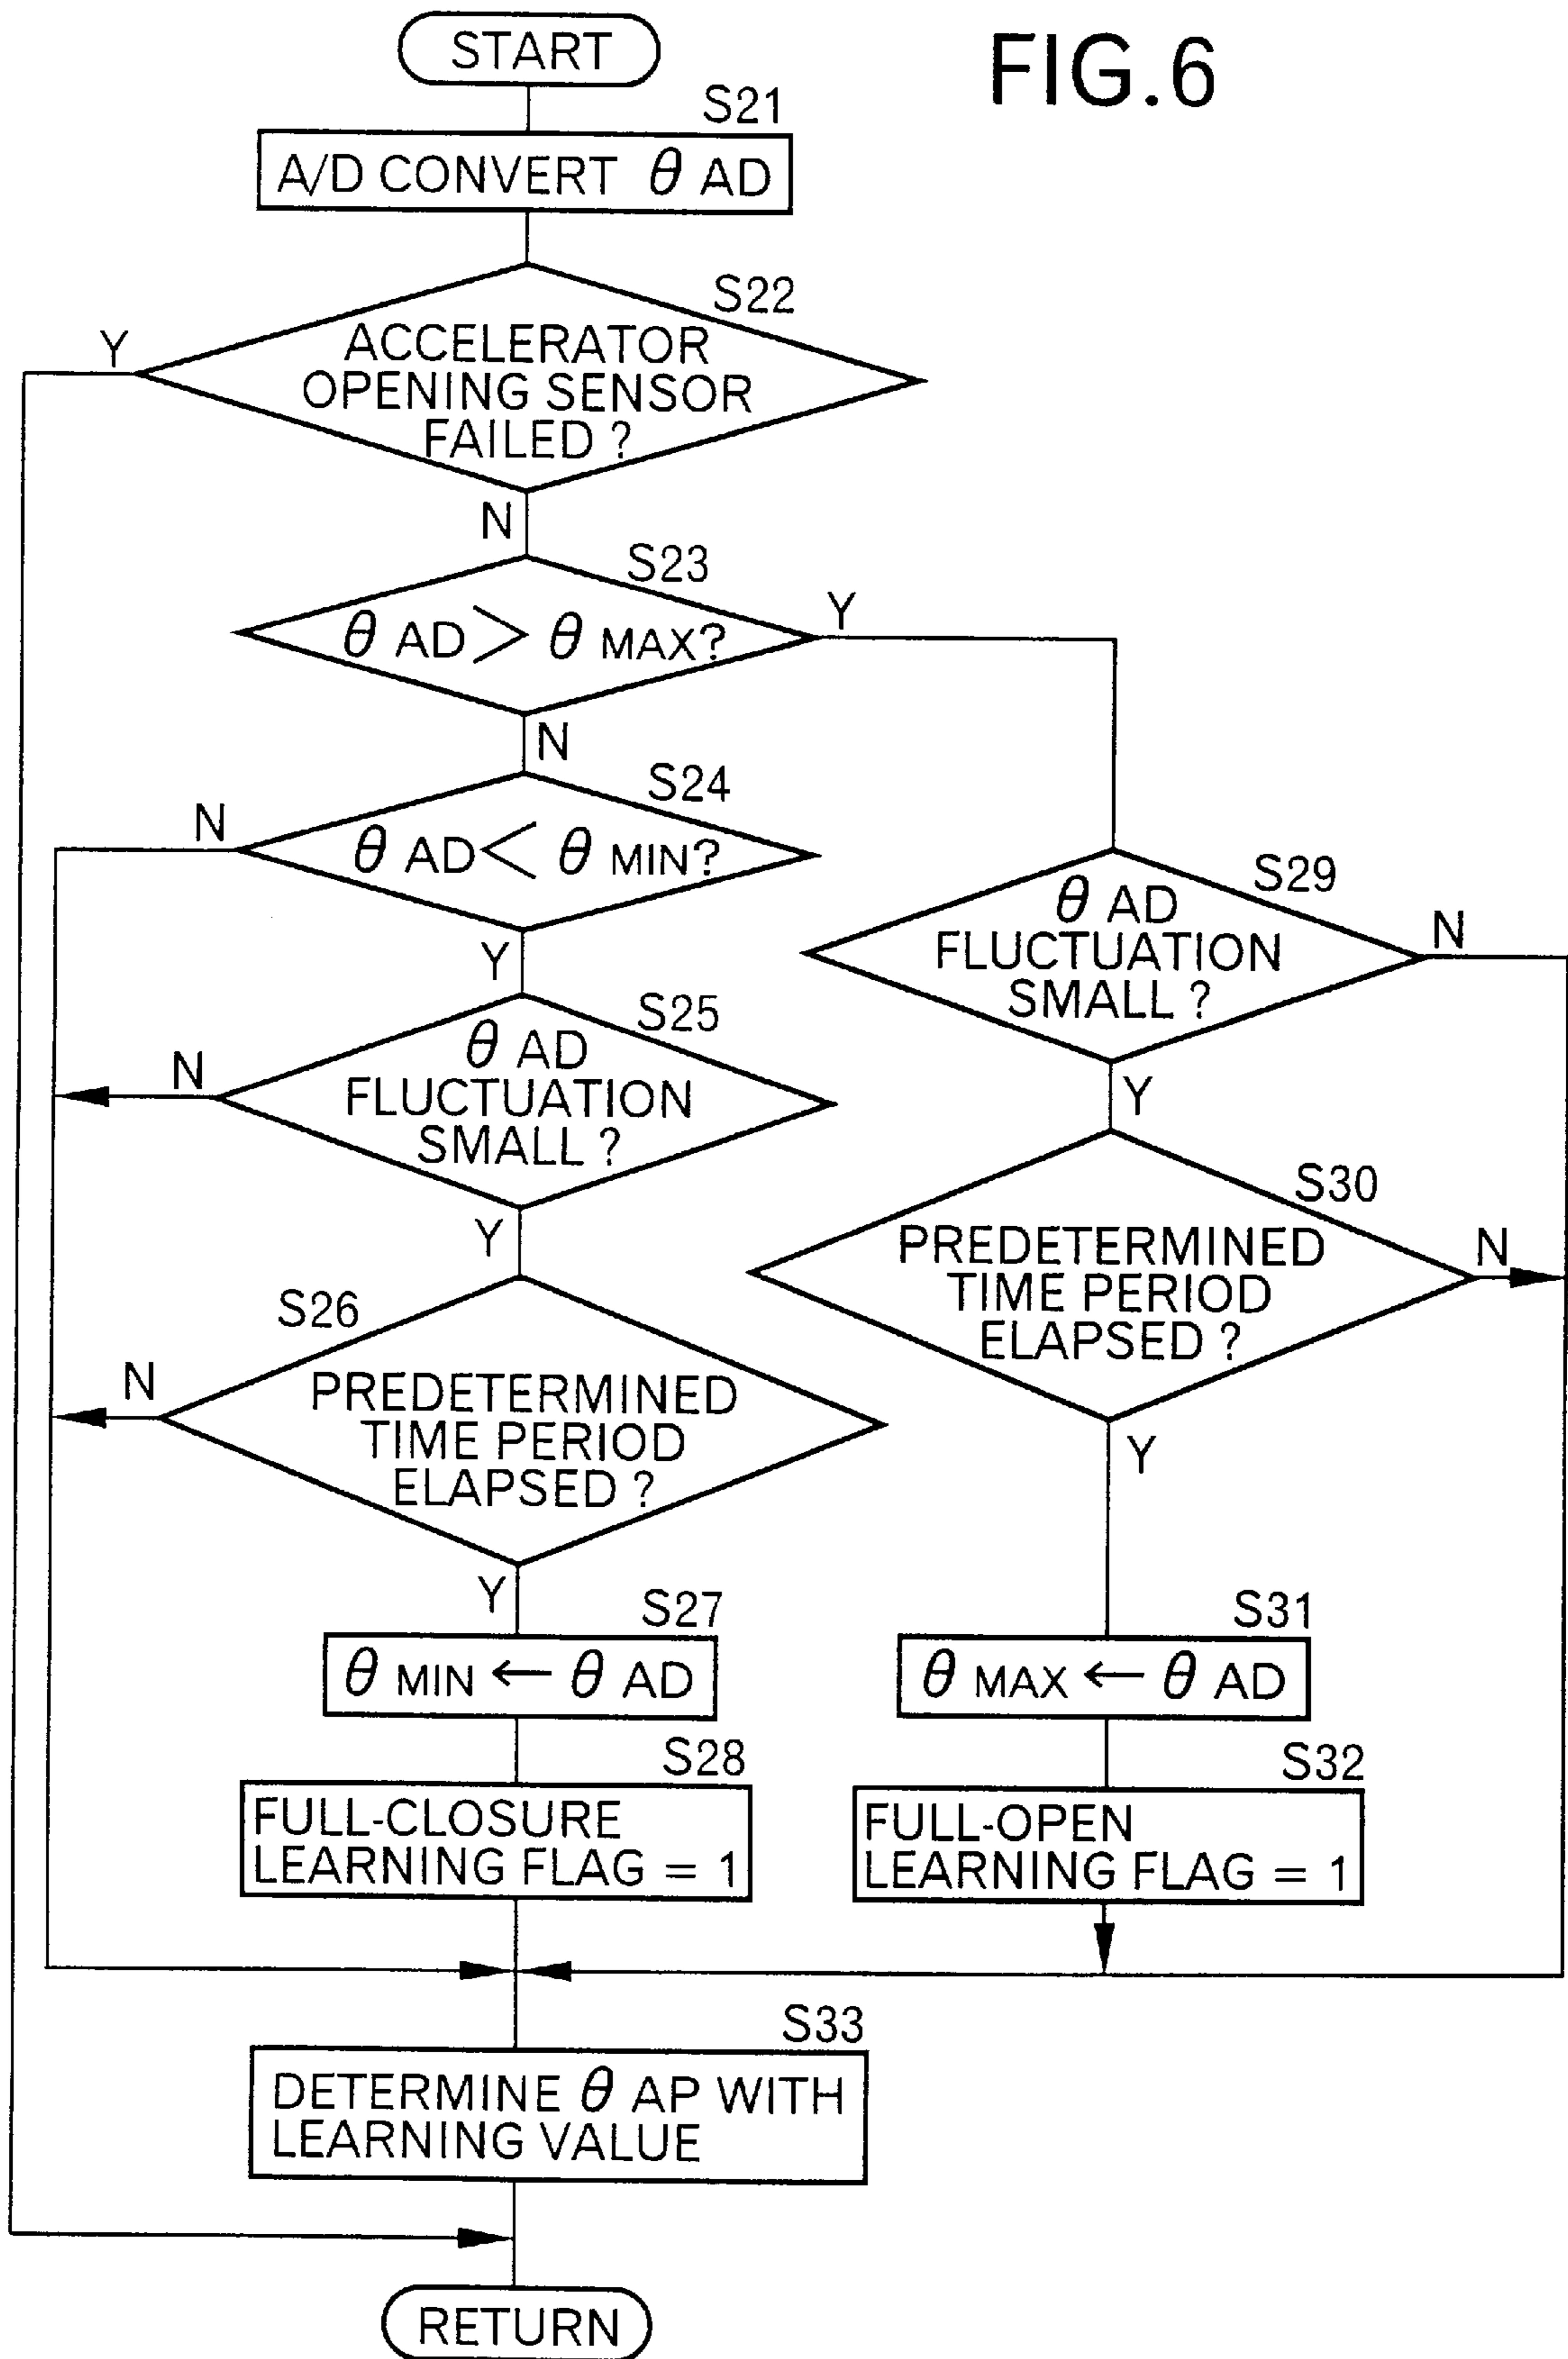 START
FIG.6
S21
A/D CONVERT θ AD
S22
Y
ACCELERATOR
OPENING SENSOR
FAILED ?
N
S23
θ AD > θ MAX?
Y
N
S24
N
θ AD < θ MIN?
Y
S29
θ AD
FLUCTUATION
SMALL ?
N
Y
S25
θ AD
FLUCTUATION
SMALL ?
N
Y
S30
PREDETERMINED
TIME PERIOD
ELAPSED ?
N
Y
S26
N
PREDETERMINED
TIME PERIOD
ELAPSED ?
Y
S27
θ MIN ← θ AD
S31
θ MAX ← θ AD
S28
FULL-CLOSURE
LEARNING FLAG = 1
S32
FULL-OPEN
LEARNING FLAG = 1
S33
DETERMINE θ AP WITH
LEARNING VALUE
RETURN